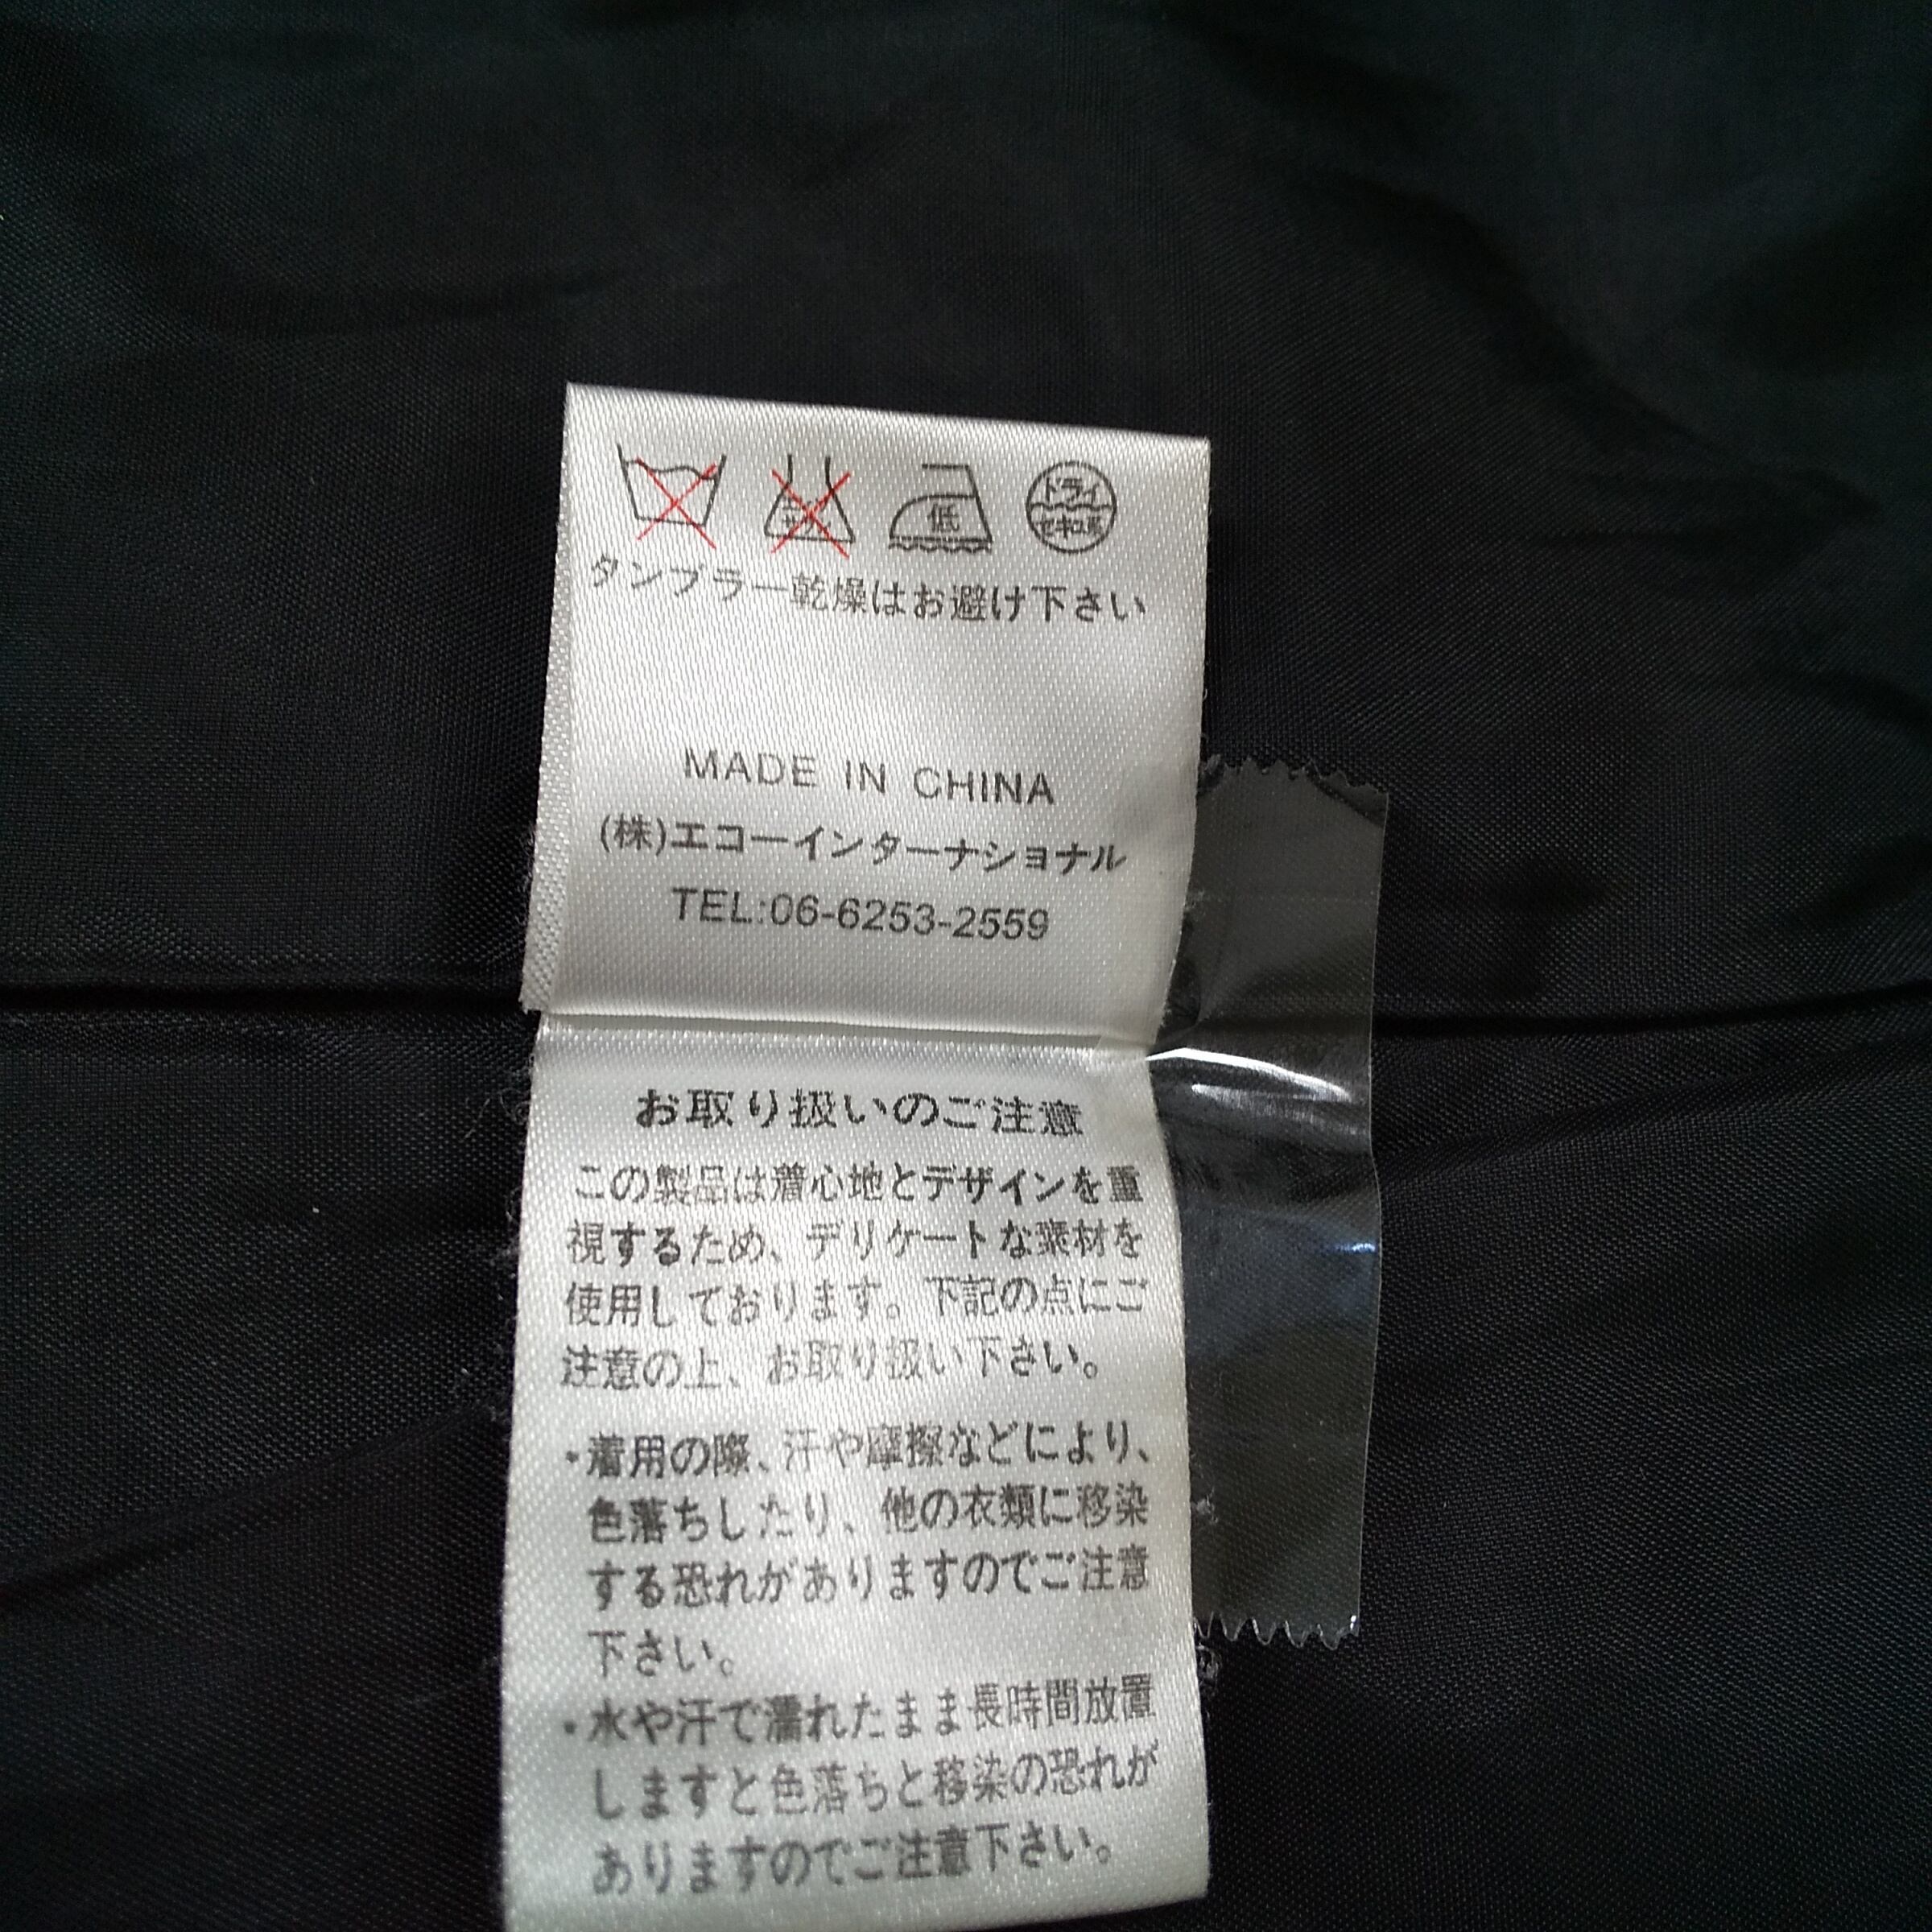 低
ドライ
セキユ系
タンブラー乾燥はお避け下さい
MADE IN CHINA
(株)エコーインターナショナル
TEL:06-6253-2559
お取り扱いのご注意
この製品は着心地とデザインを重
視するため、デリケートな素材を
使用しております。下記の点にご
注意の上、お取り扱い下さい。
・着用の際、汗や摩擦などにより、
色落ちしたり、他の衣類に移染
する恐れがありますのでご注意
下さい。
・水や汗で濡れたまま長時間放置
しますと色落ちと移染の恐れが
ありますのでご注意下さい。